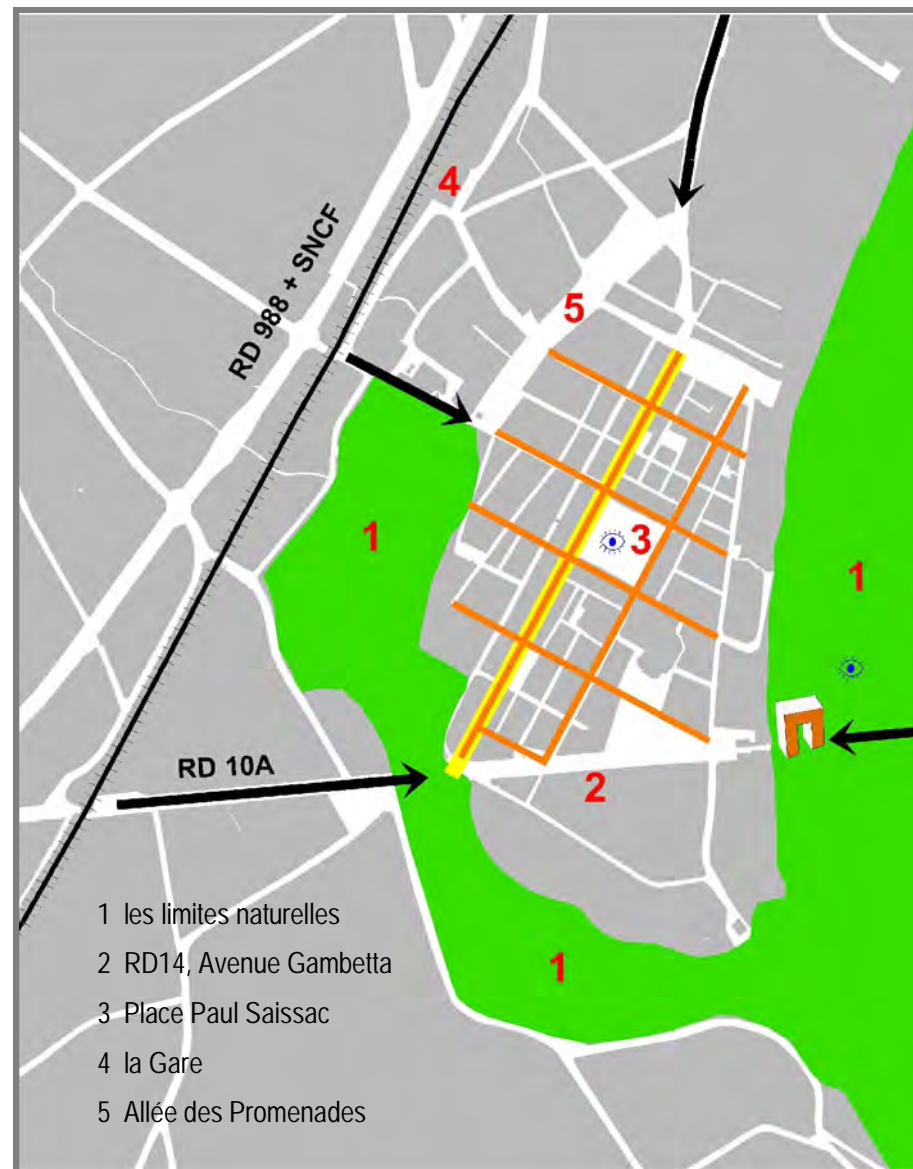 4
RD 988 + SNCF
5
1
3
1
RD 10A
2
1
1 les limites naturelles
2 RD14, Avenue Gambetta
3 Place Paul Saissac
4 la Gare
5 Allée des Promenades